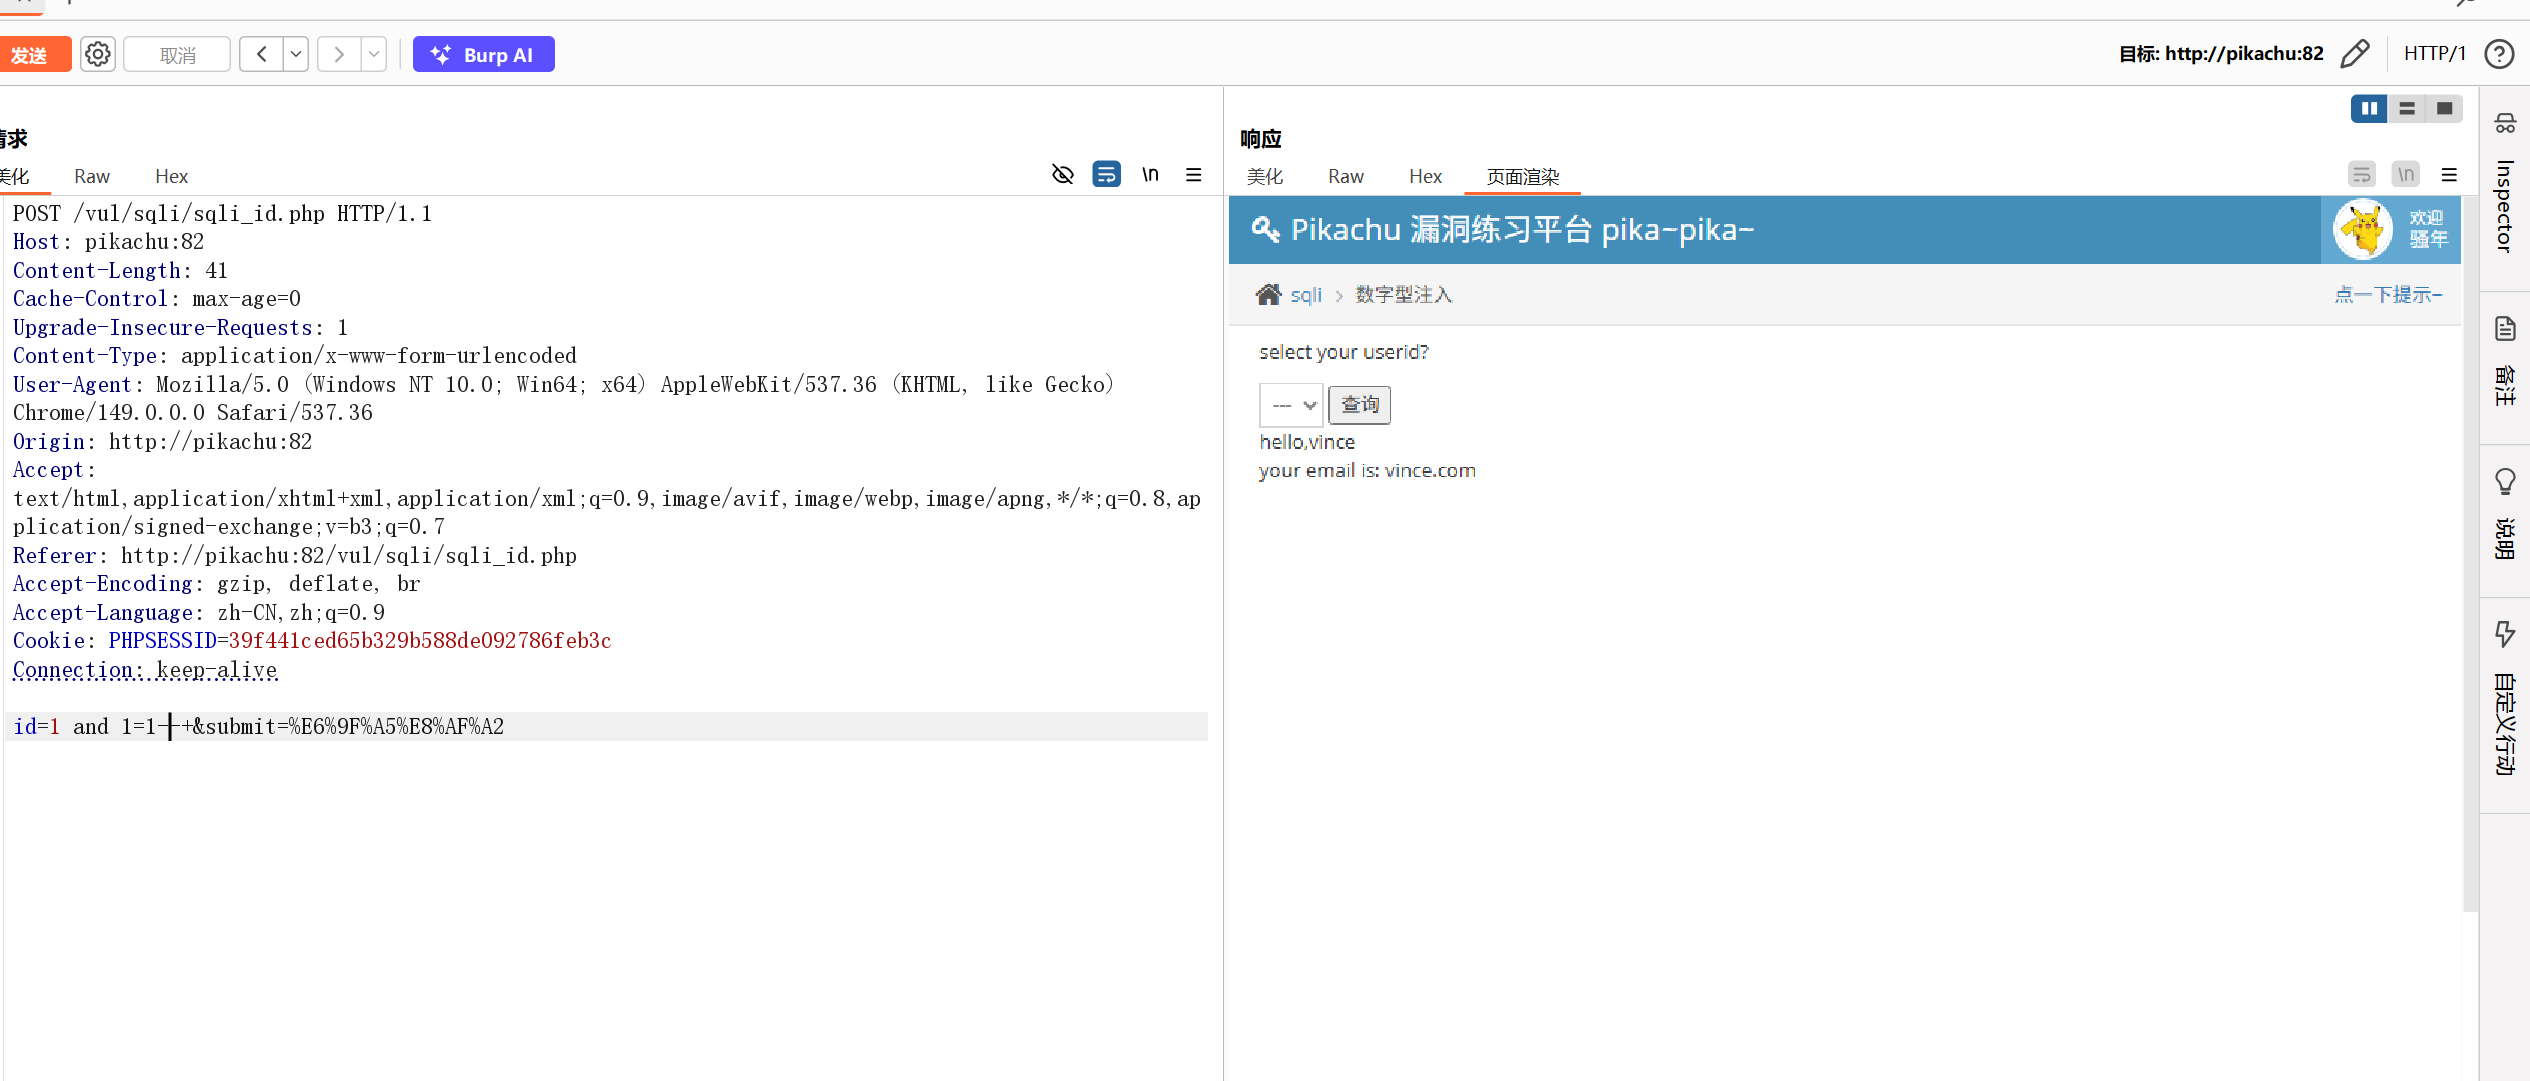 发送
取消
Burp AI
目标: http://pikachu:82
HTTP/1
请求
美化 Raw Hex
\n
POST /vul/sqli/sqli_id.php HTTP/1.1
Host: pikachu:82
Content-Length: 41
Cache-Control: max-age=0
Upgrade-Insecure-Requests: 1
Content-Type: application/x-www-form-urlencoded
User-Agent: Mozilla/5.0 (Windows NT 10.0; Win64; x64) AppleWebKit/537.36 (KHTML, like Gecko)
Chrome/149.0.0.0 Safari/537.36
Origin: http://pikachu:82
Accept:
text/html,application/xhtml+xml,application/xml;q=0.9,image/avif,image/webp,image/apng,*/*;q=0.8,ap
plication/signed-exchange;v=b3;q=0.7
Referer: http://pikachu:82/vul/sqli/sqli_id.php
Accept-Encoding: gzip, deflate, br
Accept-Language: zh-CN,zh;q=0.9
Cookie: PHPSESSID=39f441ced65b329b588de092786feb3c
Connection: keep-alive
id=1 and 1=1--+&submit=%E6%9F%A5%E8%AF%A2
响应
美化 Raw Hex 页面渲染
\n
Pikachu 漏洞练习平台 pika~pika~
欢迎
骚年
sqli 数字型注入
点一下提示~
select your userid?
---
查询
hello,vince
your email is: vince.com
Inspector
备注
说明
自定义行动